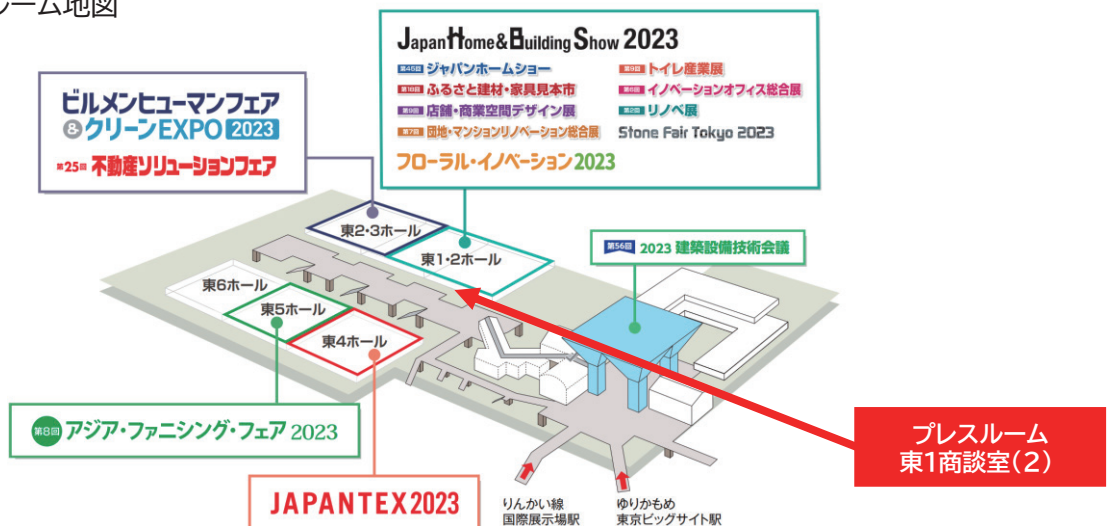 ルーム地図
Japan Home & Building Show 2023
第45回 ジャパンホームショー
第18回 ふるさと建材・家具見本市
第9回 店舗・商業空間デザイン展
第7回 団地・マンションリノベーション総合展
第9回 トイレ産業展
第6回 イノベーションオフィス総合展
第2回 リノベ展
Stone Fair Tokyo 2023
フローラル・イノベーション2023
ビルメンヒューマンフェア
&クリーンEXPO 2023
第25回 不動産ソリューションフェア
東2・3ホール
東1・2ホール
第56回 2023 建築設備技術会議
東6ホール
東5ホール
東4ホール
第8回 アジア・ファニシング・フェア 2023
JAPANTEX2023
りんかい線
国際展示場駅
ゆりかもめ
東京ビッグサイト駅
プレスルーム
東1商談室(2)